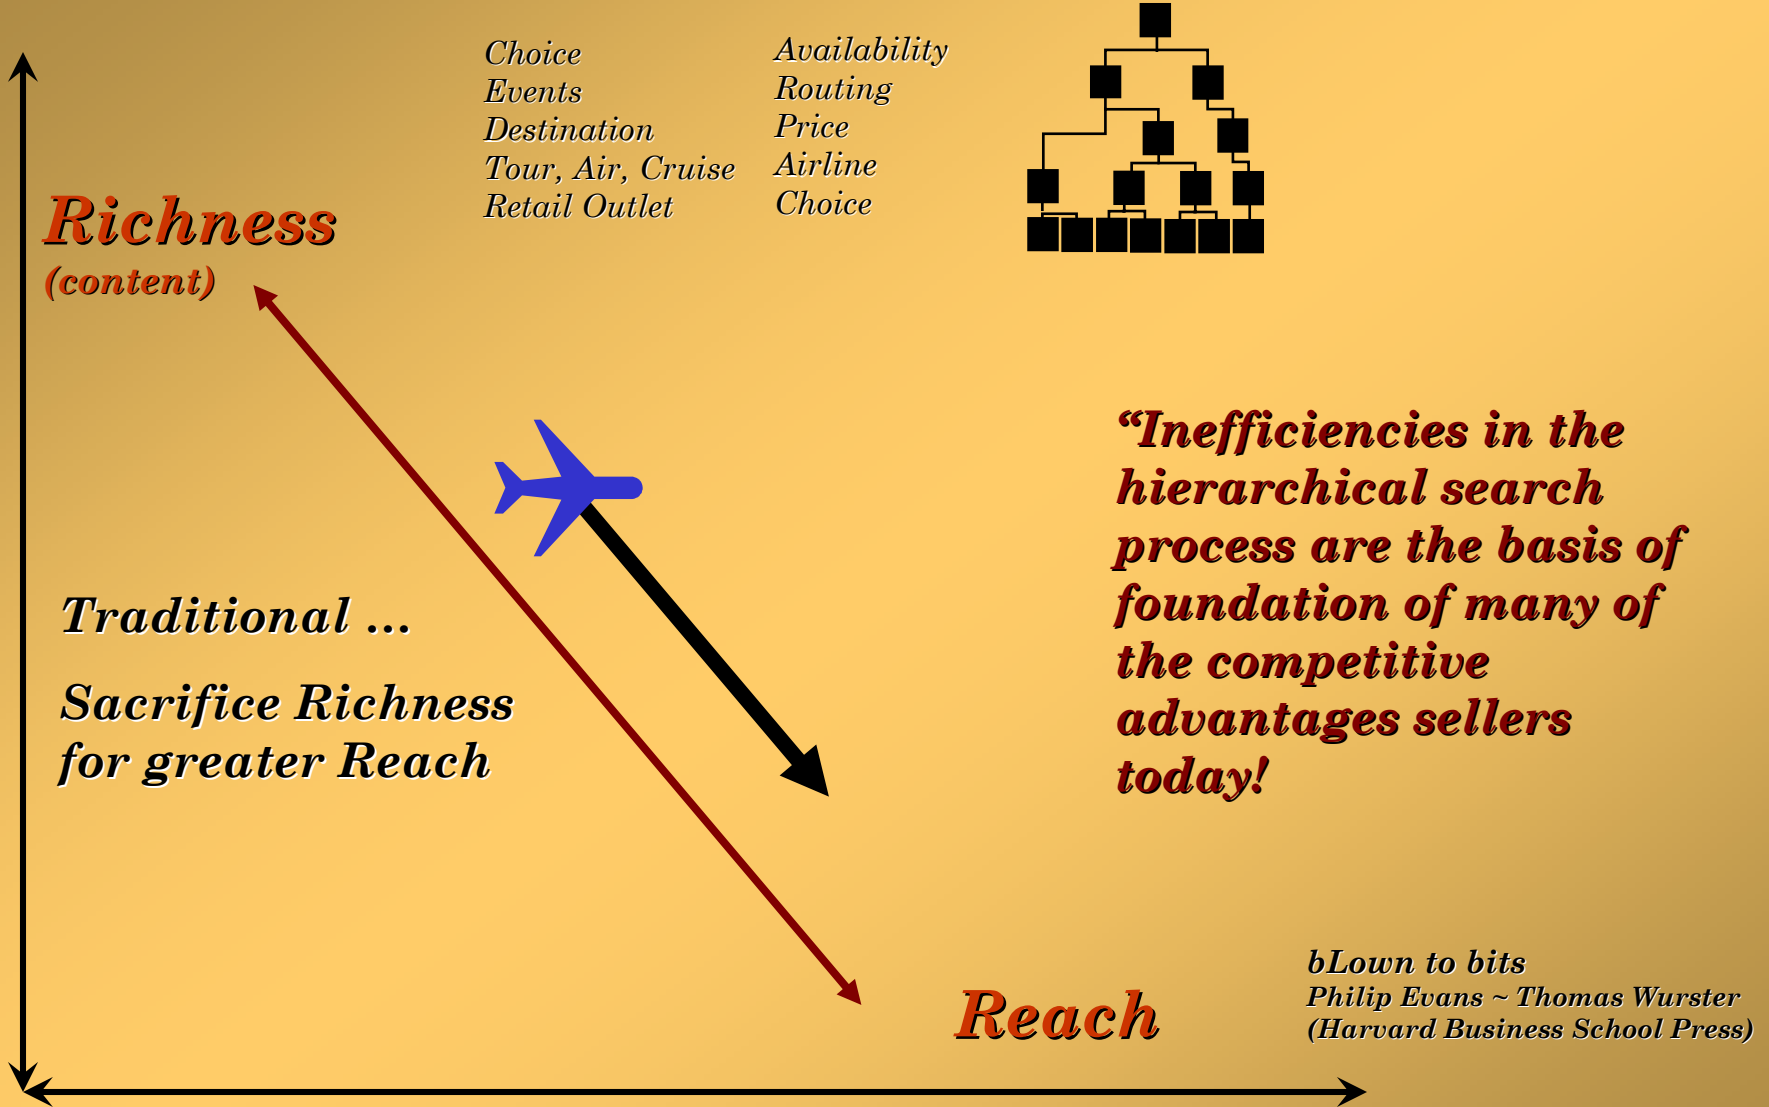 Choice
Events
Destination
Tour, Air, Cruise
Retail Outlet
Availability
Routing
Price
Airline
Choice
Richness
(content)
Traditional ...
Sacrifice Richness
for greater Reach
“Inefficiencies in the
hierarchical search
process are the basis of
foundation of many of
the competitive
advantages sellers
today!
Reach
bLown to bits
Philip Evans ~ Thomas Wurster
(Harvard Business School Press)